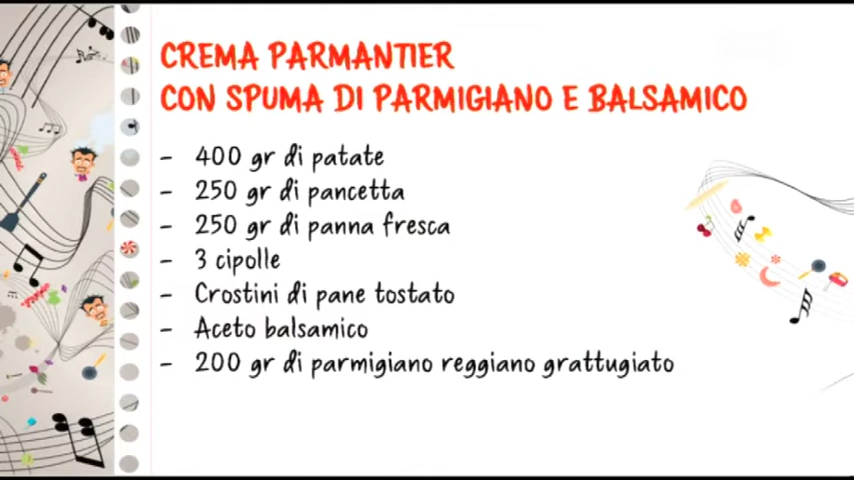 CREMA PARMANTIER
CON SPUMA DI PARMIGIANO E BALSAMICO
- 400 gr di patate
- 250 gr di pancetta
- 250 gr di panna fresca
- 3 cipolle
- Crostini di pane tostato
- Aceto balsamico
- 200 gr di parmigiano reggiano grattugiato